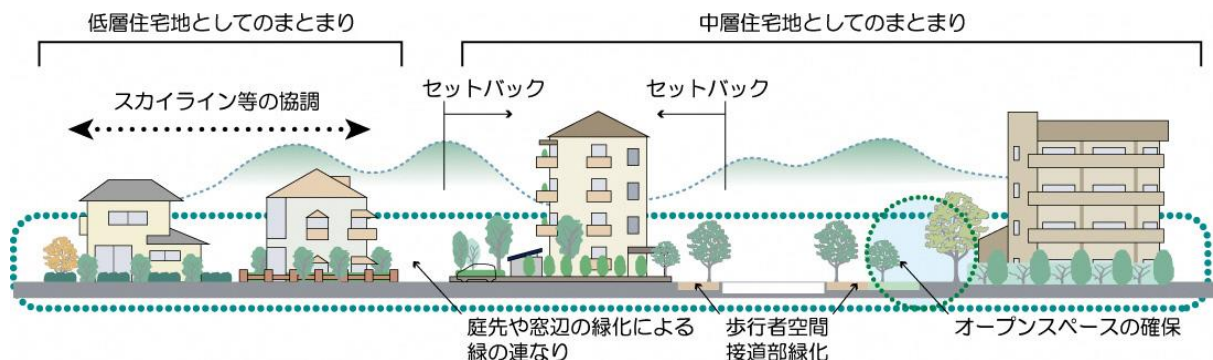 低層住宅地としてのまとまり
中層住宅地としてのまとまり
スカイライン等の協調
セットバック
セットバック
庭先や窓辺の緑化による
緑の連なり
歩行者空間
接道部緑化
オープンスペースの確保